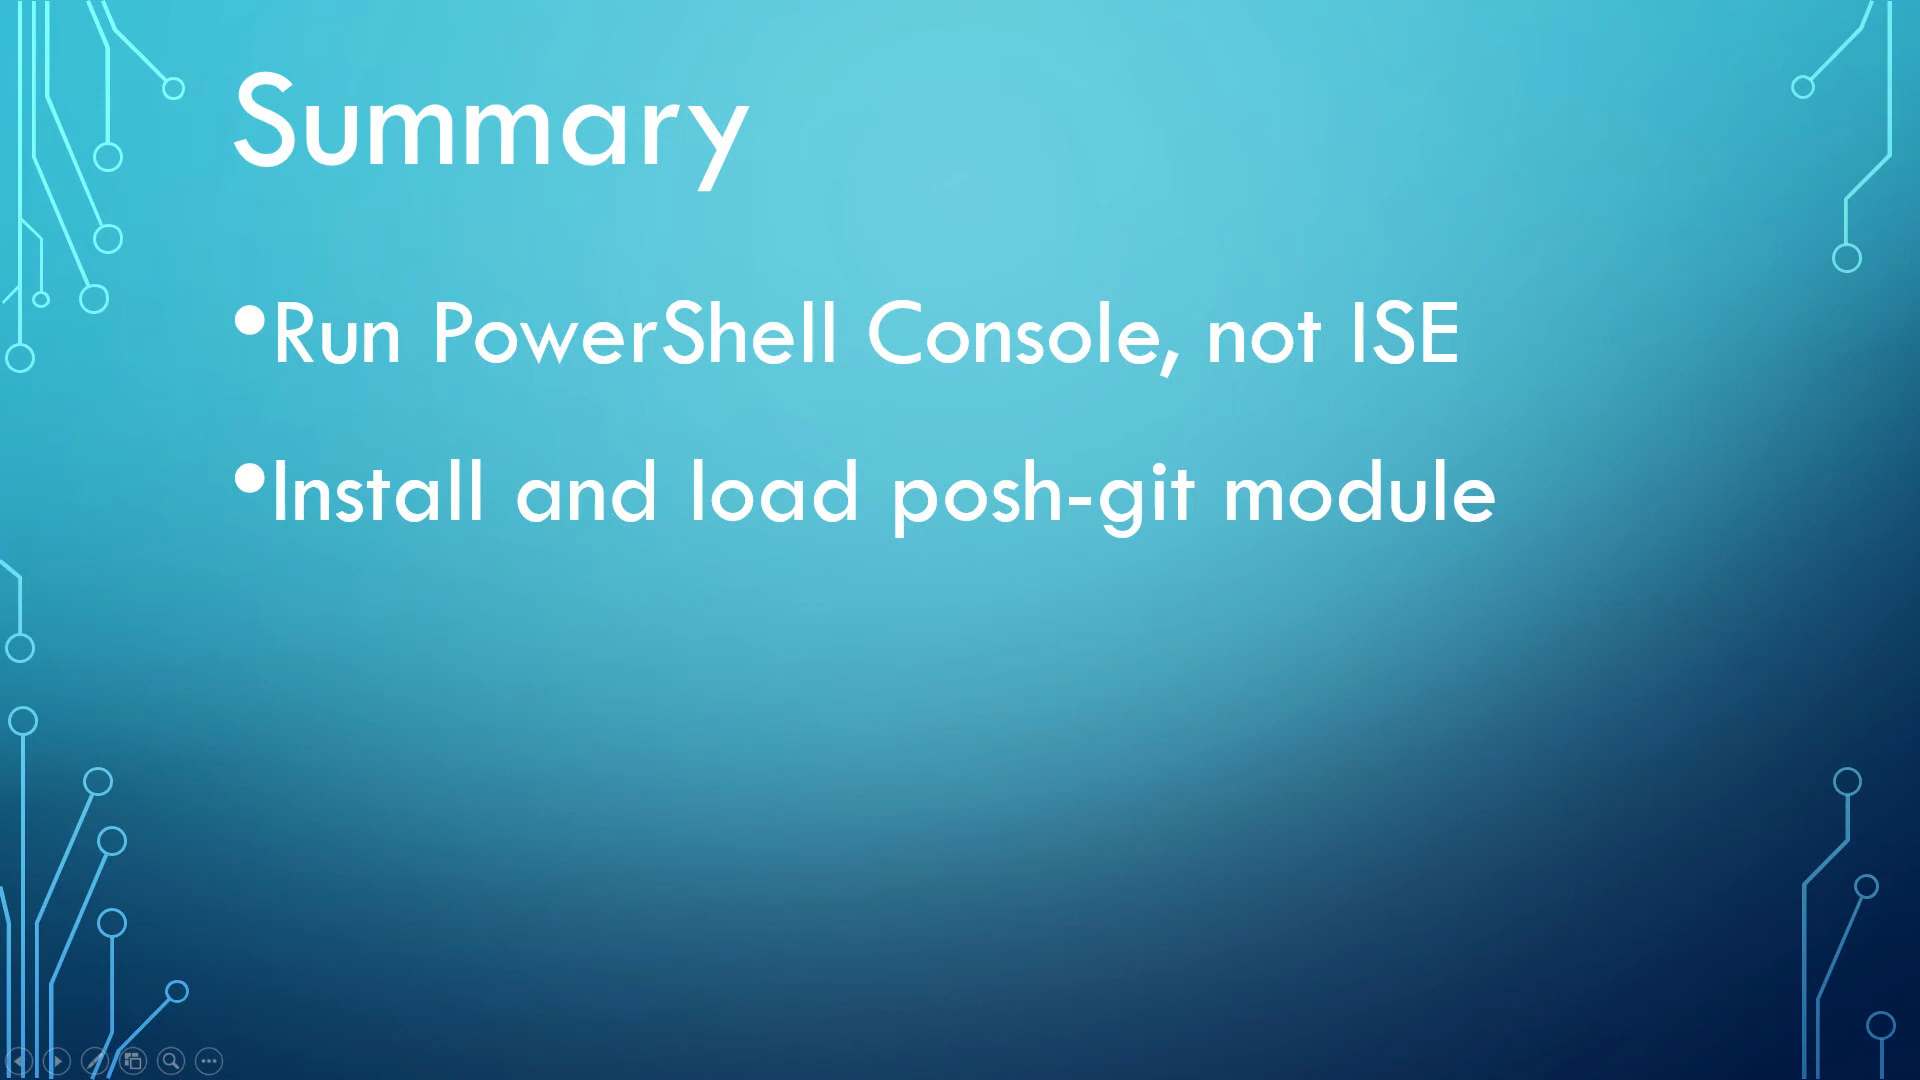 Summary
•Run PowerShell Console, not ISE
•Install and load posh-git module